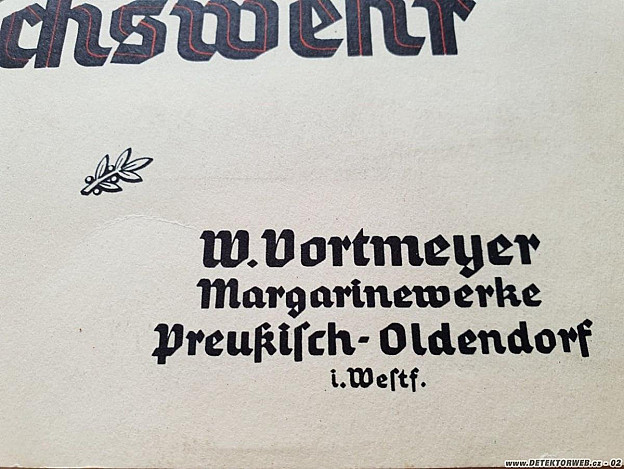 chswehr
W. Vortmeyer
Margarinewerke
Preußiſch-Oldendorf
i. Weſtf.
www.DETEKTORWEB.cz - 02